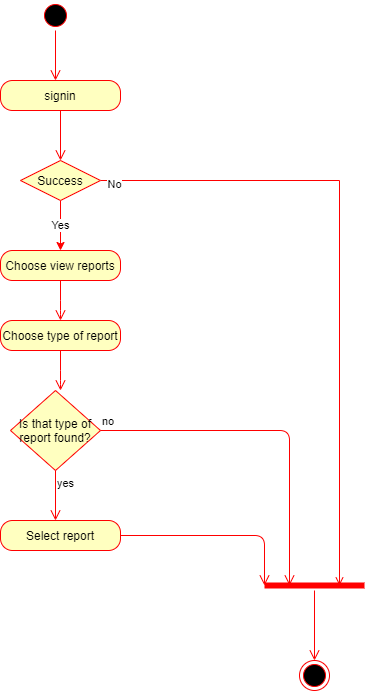 signin
Success
No
Yes
Choose view reports
Choose type of report
Is that type of
report found?
no
yes
Select report